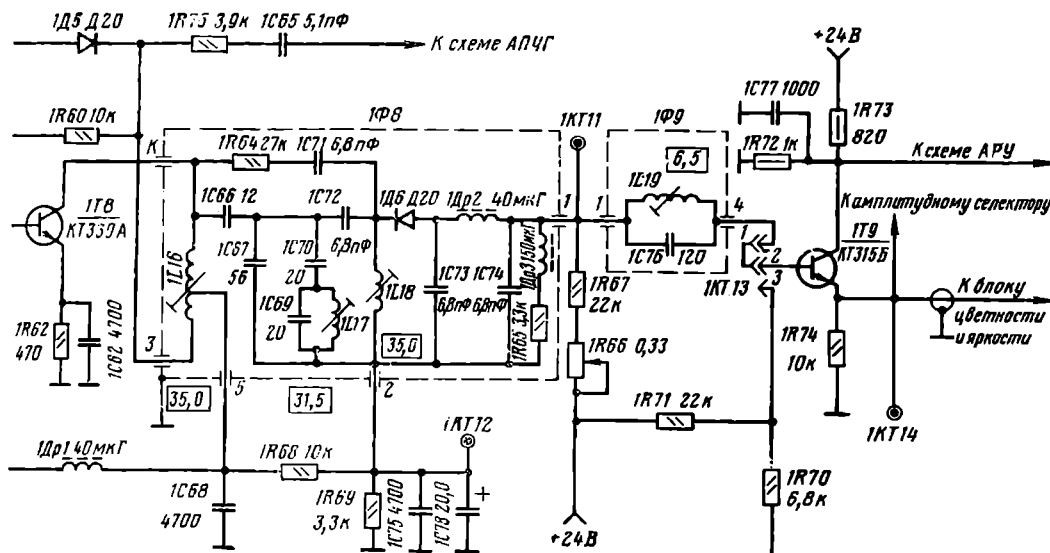 1Д5 Д20
1R75 3,9к
1С65 5,1пФ
К схеме АПЧГ
+24В
1С77 1000
1R73
820
1КТ11
1Ф9
1Ф8
1R60 10к
К
1R64 27к
1С71 6,8пФ
6,5
1R72 1к
К схеме АРУ
1L19
1С66 12
1С72
1Д6 Д20
1Др2 40мкГ
1
1
4
К амплитудному селектору
1Т8
1Т9
КТ315Б
1L16
1С67
56
1С70
20
6,8пФ
1С76 120
1
2
3
1Др3 150мкГ
1С73
6,8пФ
1С74
6,8пФ
1С69
20
1L17
1L18
1R67
22к
1КТ13
К блоку
цветности
и яркости
1R62
470
1С62 4700
3
35,0
1R65 3,3к
1R66 0,33
1R74
10к
35,0
5
31,5
2
1R71 22к
1КТ14
1КТ12
1Др1 40мкГ
1R68 10к
1С68
4700
1R69
3,3к
1С75 4700
1С78 20,0
+
1R70
6,8к
+24В